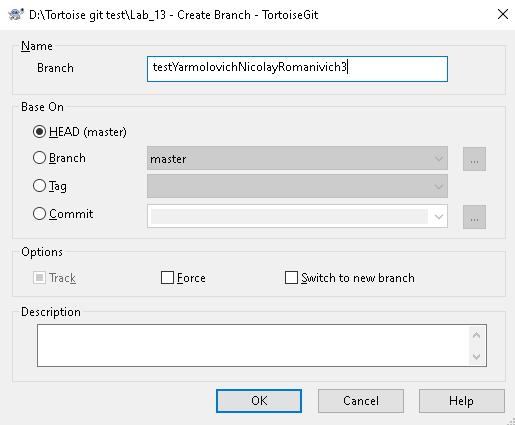 D:\Tortoise git test\Lab_13 - Create Branch - TortoiseGit
Name
Branch
testYarmolovichNicolayRomanivich3
Base On
HEAD (master)
Branch
master
...
Tag
Commit
...
Options
Track
Force
Switch to new branch
Description
OK
Cancel
Help